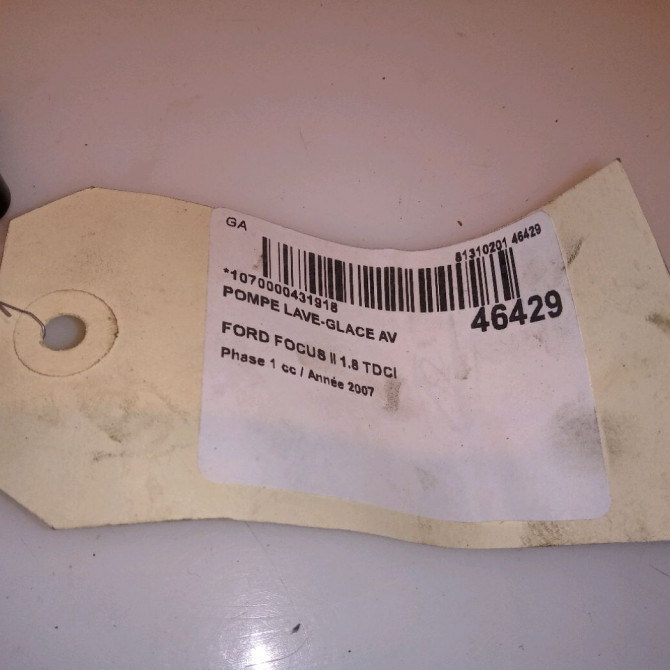 GA
81310201 46429
*1070000431918
46429
POMPE LAVE-GLACE AV
FORD FOCUS II 1.8 TDCI
Phase 1 cc / Année 2007